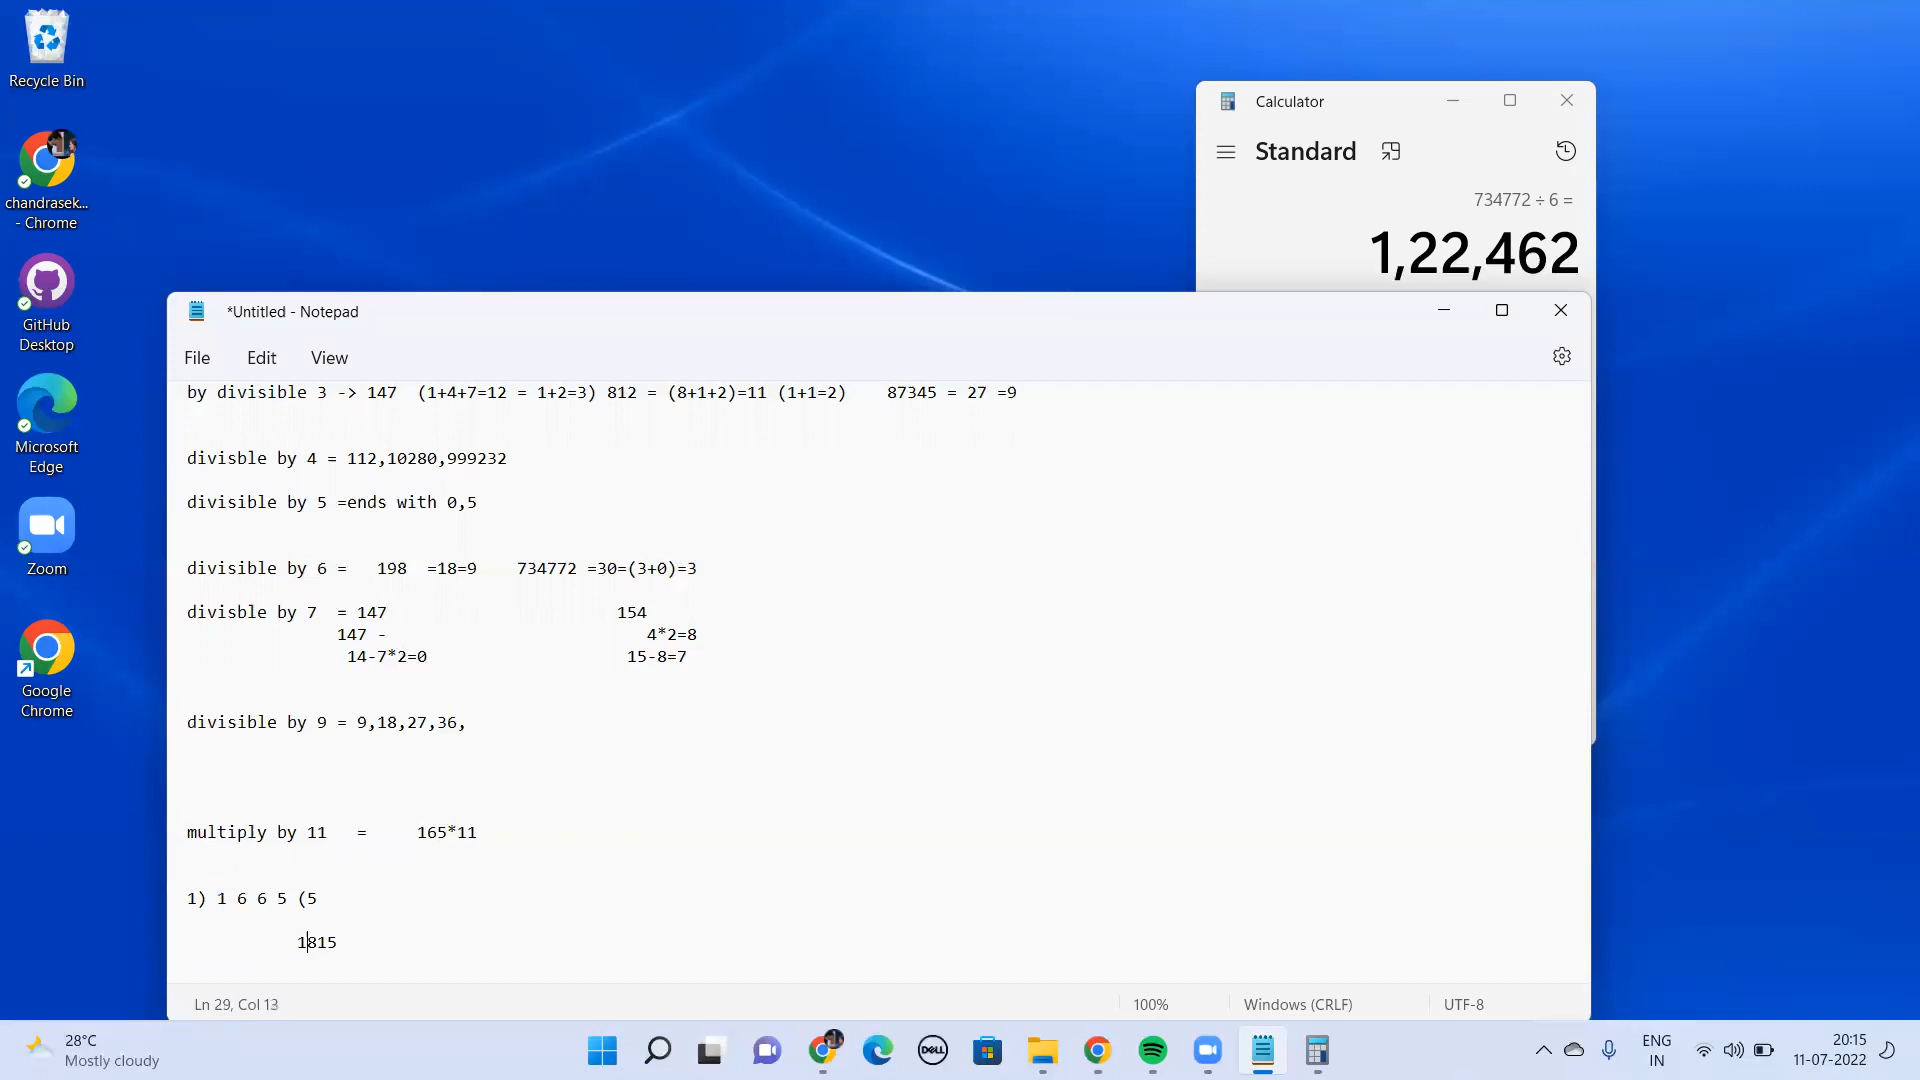 Recycle Bin
chandrasek...
- Chrome
GitHub
Desktop
Microsoft
Edge
Zoom
Google
Chrome
Calculator
Standard
734772 ÷ 6 =
1,22,462
*Untitled - Notepad
File Edit View
by divisible 3 -> 147 (1+4+7=12 = 1+2=3) 812 = (8+1+2)=11 (1+1=2) 87345 = 27 =9
divisble by 4 = 112,10280,999232
divisible by 5 =ends with 0,5
divisible by 6 = 198 =18=9 734772 =30=(3+0)=3
divisble by 7 = 147 154
147 - 4*2=8
14-7*2=0 15-8=7
divisible by 9 = 9,18,27,36,
multiply by 11 = 165*11
1) 1 6 6 5 (5
1815
Ln 29, Col 13 100% Windows (CRLF) UTF-8
28°C
Mostly cloudy
DELL
ENG
IN
20:15
11-07-2022